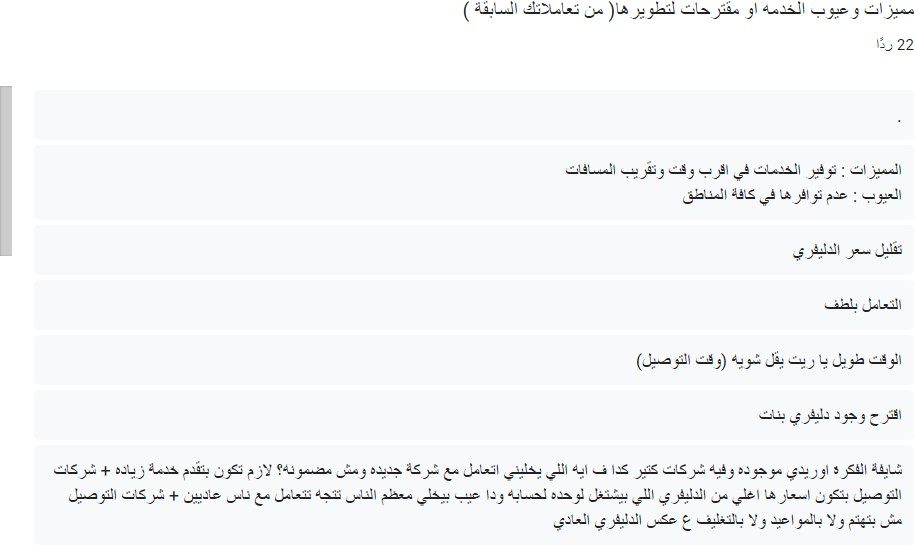 مميزات وعيوب الخدمه او مقترحات لتطويرها( من تعاملاتك السابقة )
22 ردًا
.
المميزات : توفير الخدمات في اقرب وقت وتقريب المسافات
العيوب : عدم توافرها في كافة المناطق
تقليل سعر الدليفري
التعامل بلطف
الوقت طويل يا ريت يقل شويه (وقت التوصيل)
اقترح وجود دليفري بنات
شايفة الفكرة اوريدي موجوده وفيه شركات كتير كدا ف ايه اللي يخليني اتعامل مع شركة جديده ومش مضمونه؟ لازم تكون بتقدم خدمة زياده + شركات
التوصيل بتكون اسعارها اغلي من الدليفري اللي بيشتغل لوحده لحسابه ودا عيب بيخلي معظم الناس تتجه تتعامل مع ناس عاديين + شركات التوصيل
مش بتهتم ولا بالمواعيد ولا بالتغليف ع عكس الدليفري العادي